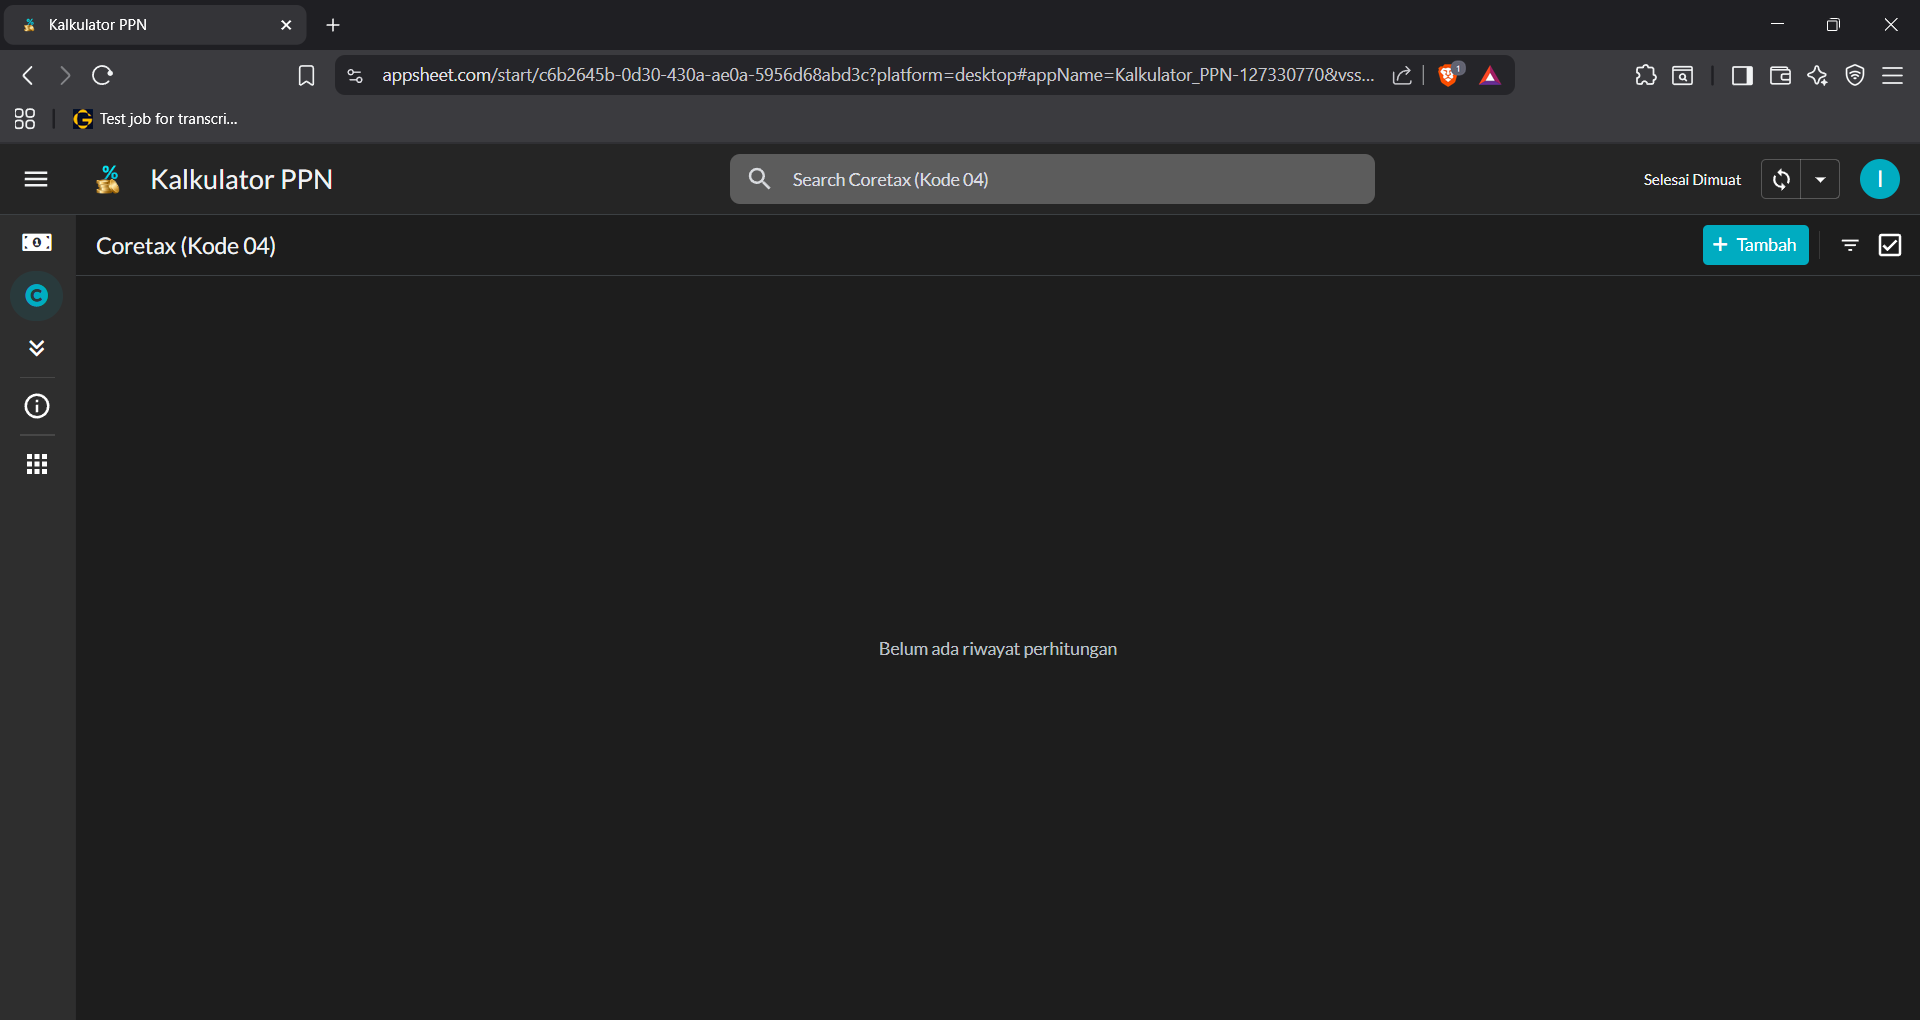 Kalkulator PPN
appsheet.com/start/c6b2645b-0d30-430a-ae0a-5956d68abd3c?platform=desktop#appName=Kalkulator_PPN-127330770&vss...
1
Test job for transcri...
Kalkulator PPN
Search Coretax (Kode 04)
Selesai Dimuat
I
Coretax (Kode 04)
+ Tambah
C
Belum ada riwayat perhitungan